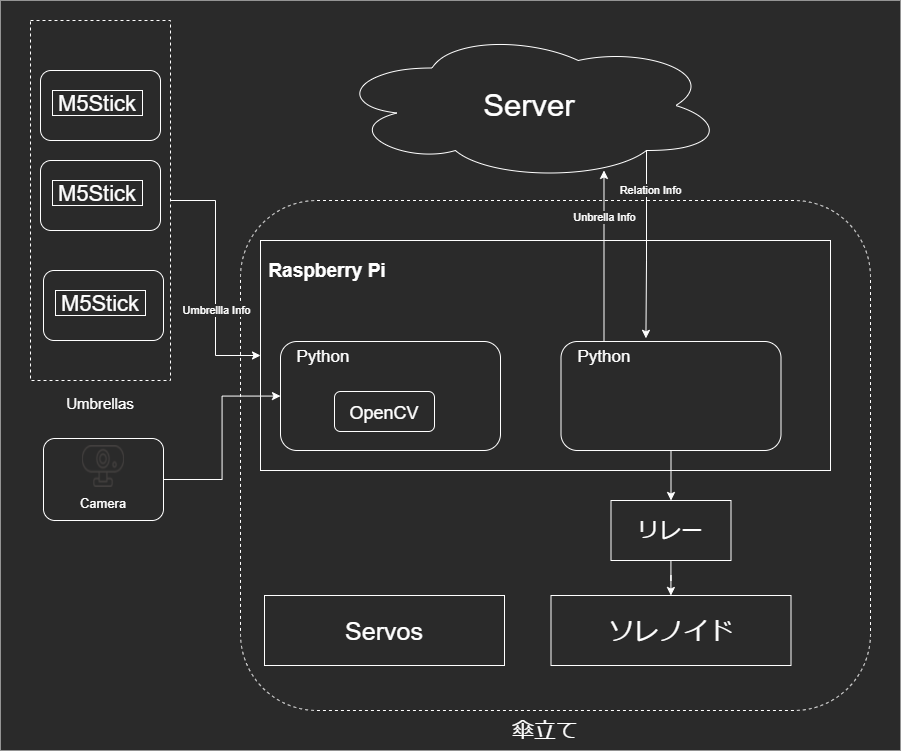 M5Stick
M5Stick
M5Stick
Umbrellas
Camera
Umbrellla Info
Server
Relation Info
Unbrella Info
Raspberry Pi
Python
OpenCV
Python
リレー
Servos
ソレノイド
傘立て